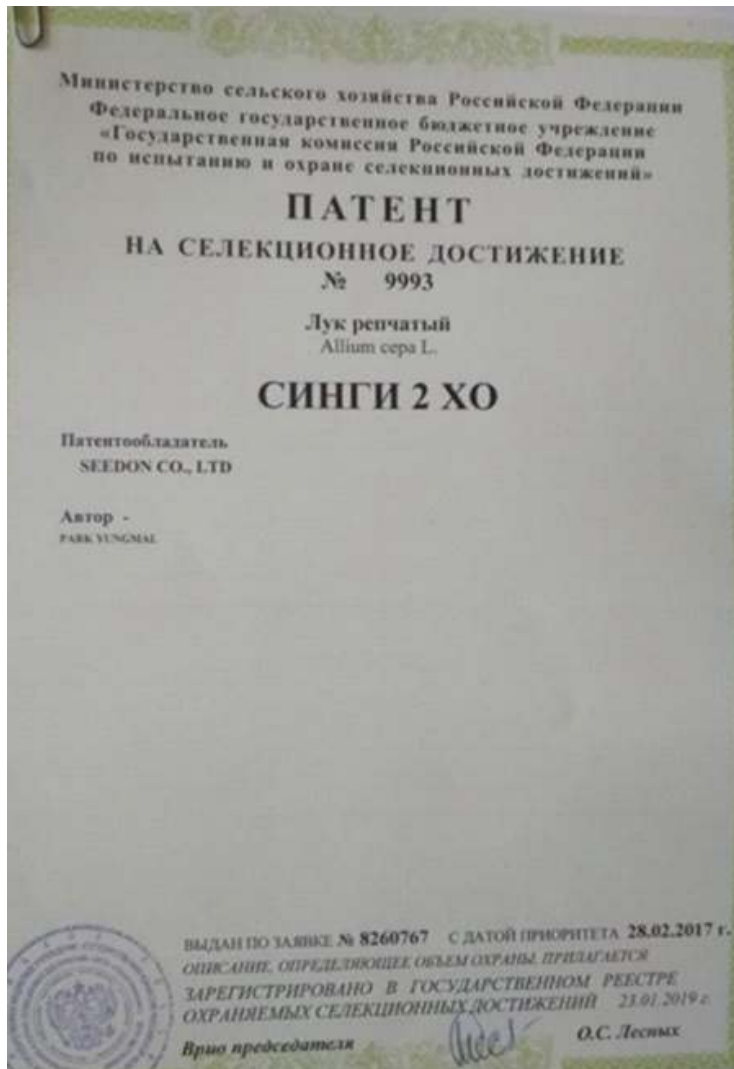 Министерство сельского хозяйства Российской Федерации
Федеральное государственное бюджетное учреждение
«Государственная комиссия Российской Федерации
по испытанию и охране селекционных достижений»
ПАТЕНТ
НА СЕЛЕКЦИОННОЕ ДОСТИЖЕНИЕ
№ 9993
Лук репчатый
Allium cepa L.
СИНГИ 2 ХО
Патентообладатель
SEEDON CO., LTD
Автор -
PARK
ВЫДАН ПО ЗАЯВКЕ № 8260767 С ДАТОЙ ПРИОРИТЕТА 28.02.2017 г.
ОПИСАНИЕ, ОПРЕДЕЛЯЮЩЕЕ ОБЪЕМ ОХРАНЫ, ПРИЛАГАЕТСЯ
ЗАРЕГИСТРИРОВАНО В ГОСУДАРСТВЕННОМ РЕЕСТРЕ
ОХРАНЯЕМЫХ СЕЛЕКЦИОННЫХ ДОСТИЖЕНИЙ 23.01.2019 г.
Врио председателя О.С. Лесных